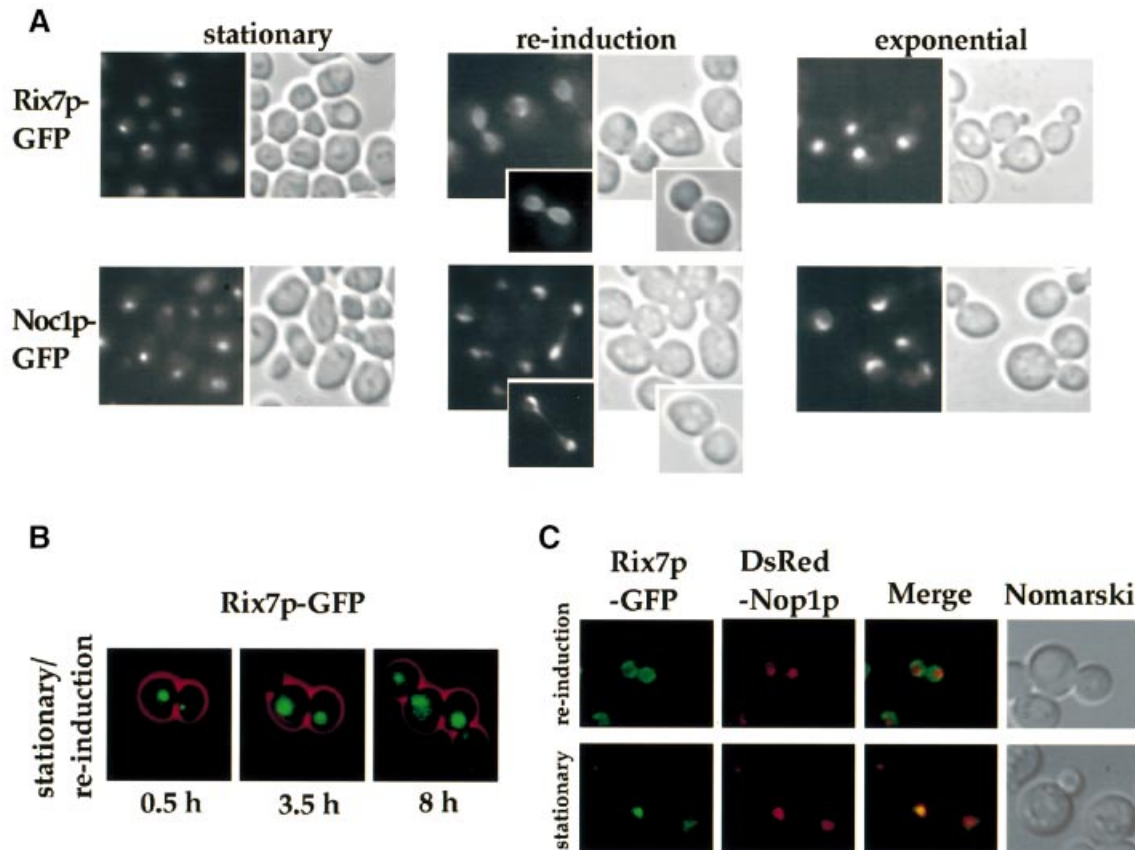 A
stationary
re-induction
exponential
Rix7p-
GFP
Noc1p-
GFP
B
Rix7p-GFP
stationary/
re-induction
0.5 h
3.5 h
8 h
C
Rix7p
-GFP
DsRed
-Nop1p
Merge
Nomarski
re-induction
stationary